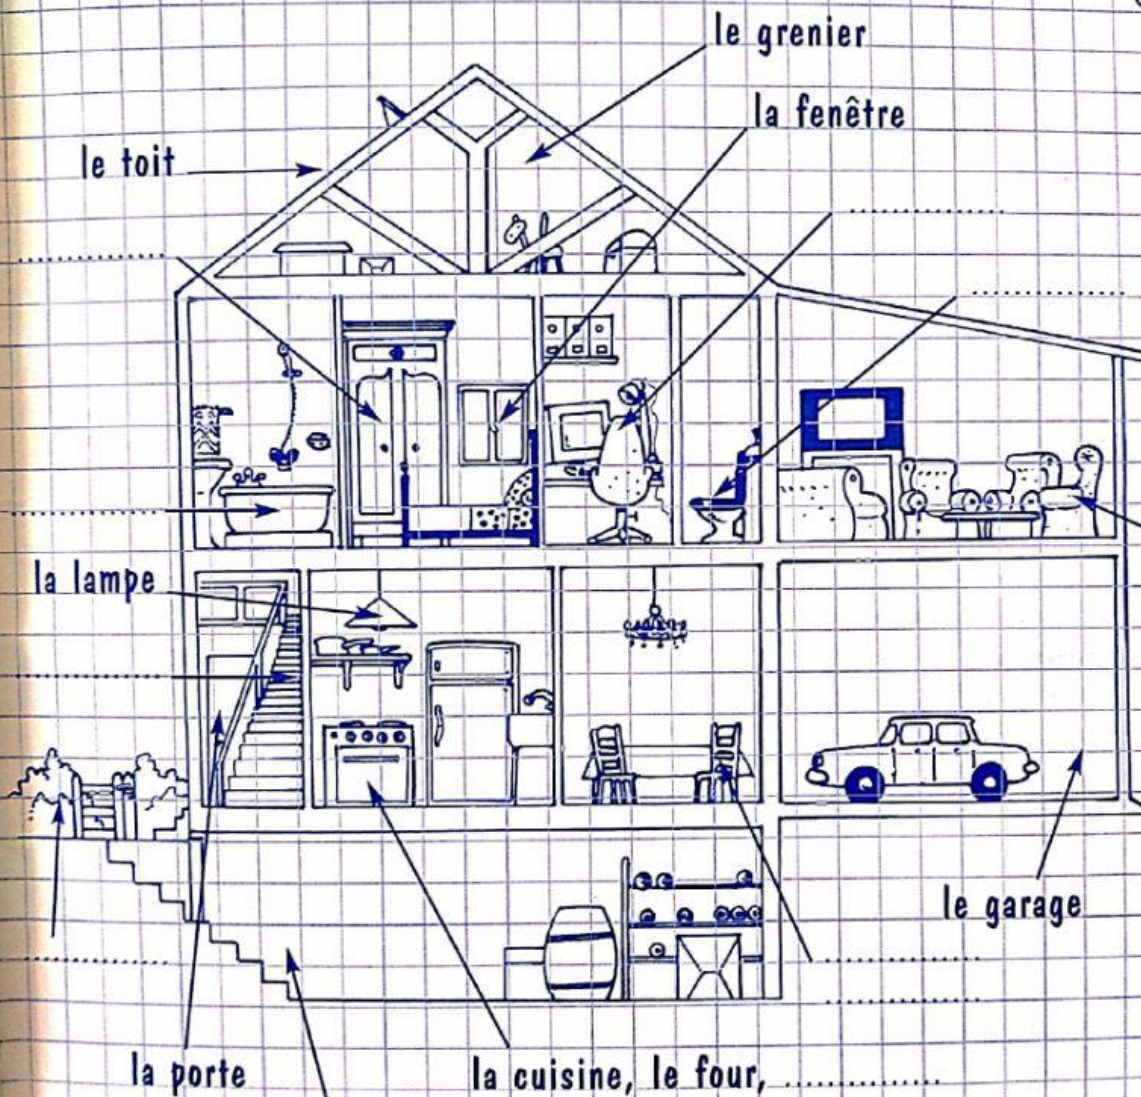 le grenier
la fenêtre
le toit
....................
....................
....................
....................
la lampe
....................
le garage
....................
....................
....................
la porte
la cuisine, le four, ....................